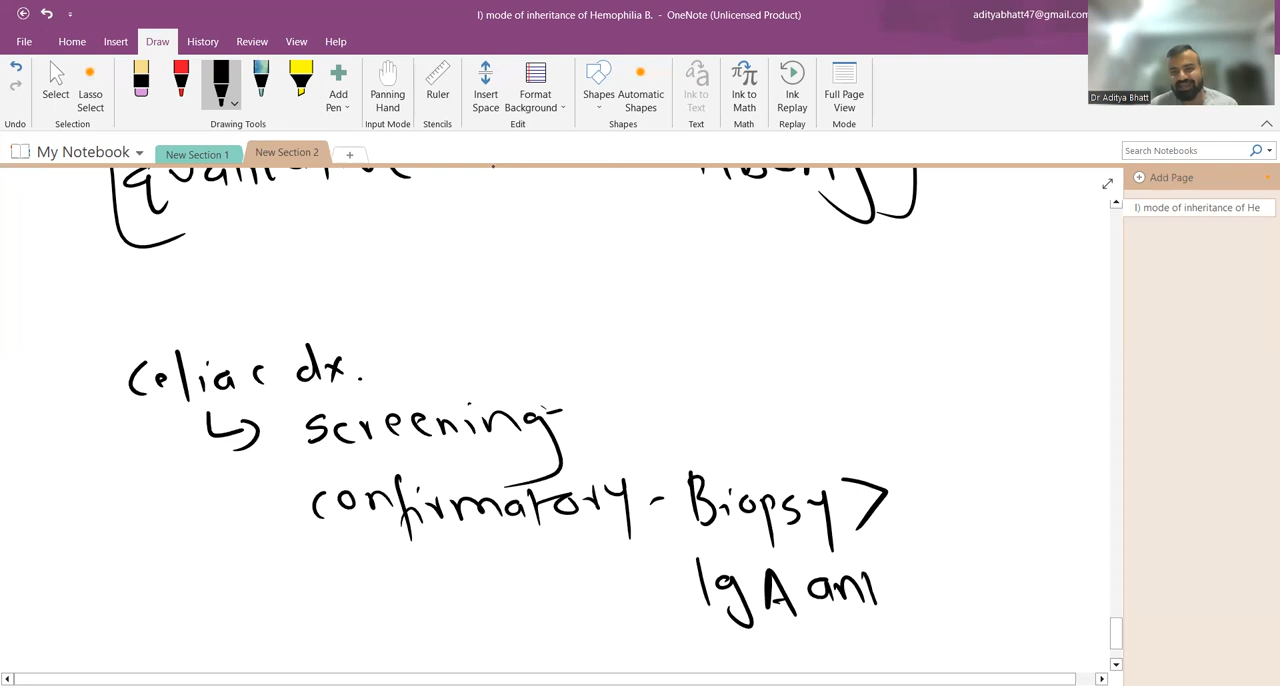 I) mode of inheritance of Hemophilia B. - OneNote (Unlicensed Product)
adityabhatt47@gmail.com
File Home Insert Draw History Review View Help
Undo
Select
Lasso Select
Add Pen
Panning Hand
Ruler
Insert Space
Format Background
Shapes
Automatic Shapes
Ink to Text
Ink to Math
Ink Replay
Full Page View
Selection
Drawing Tools
Input Mode
Stencils
Edit
Shapes
Text
Math
Replay
Mode
Dr Aditya Bhatt
My Notebook
New Section 1
New Section 2
Search Notebooks
Add Page
I) mode of inheritance of He
qualitative
celiac dx.
↳ screening
confirmatory - Biopsy >
IgA anti